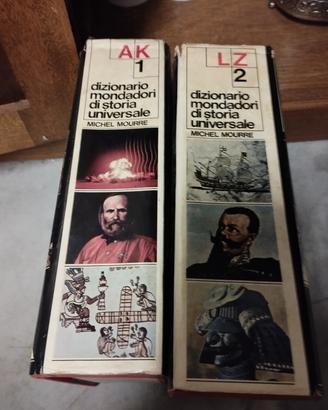 AK
1
dizionario
mondadori
di storia
universale
MICHEL MOURRE
LZ
2
dizionario
mondadori
di storia
universale
MICHEL MOURRE